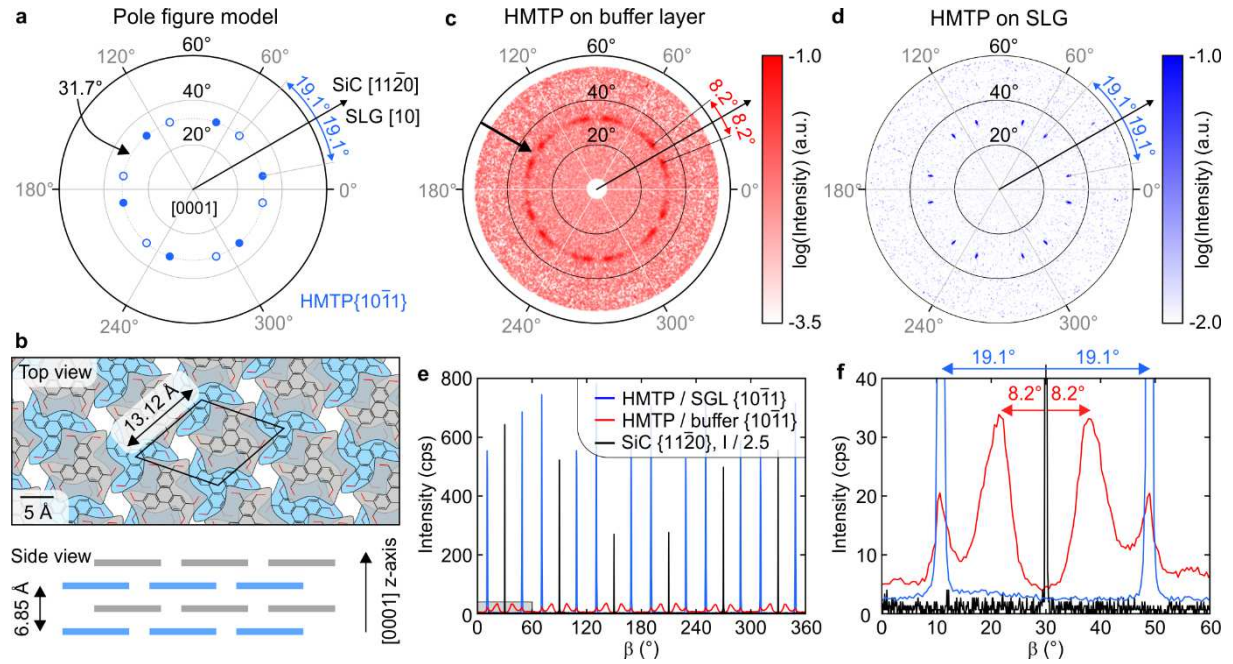 a
Pole figure model
60°
120°
60°
31.7°
40°
20°
19.1°
19.1°
SiC [112̅0]
SLG [10]
180°
0°
[0001]
240°
300°
HMTP{101̅1}
c
HMTP on buffer layer
60°
120°
60°
40°
20°
8.2°
8.2°
180°
0°
240°
300°
-1.0
log(Intensity) (a.u.)
-3.5
d
HMTP on SLG
60°
120°
60°
40°
20°
19.1°
19.1°
180°
0°
240°
300°
-1.0
log(Intensity) (a.u.)
-2.0
b
Top view
13.12 Å
5 Å
Side view
6.85 Å
[0001] z-axis
e
800
600
400
200
0
Intensity (cps)
HMTP / SGL {101̅1}
HMTP / buffer {101̅1}
SiC {112̅0}, I / 2.5
0 60 120 180 240 300 360
β (°)
f
19.1°
19.1°
8.2°
8.2°
40
30
20
10
0
Intensity (cps)
0 10 20 30 40 50 60
β (°)